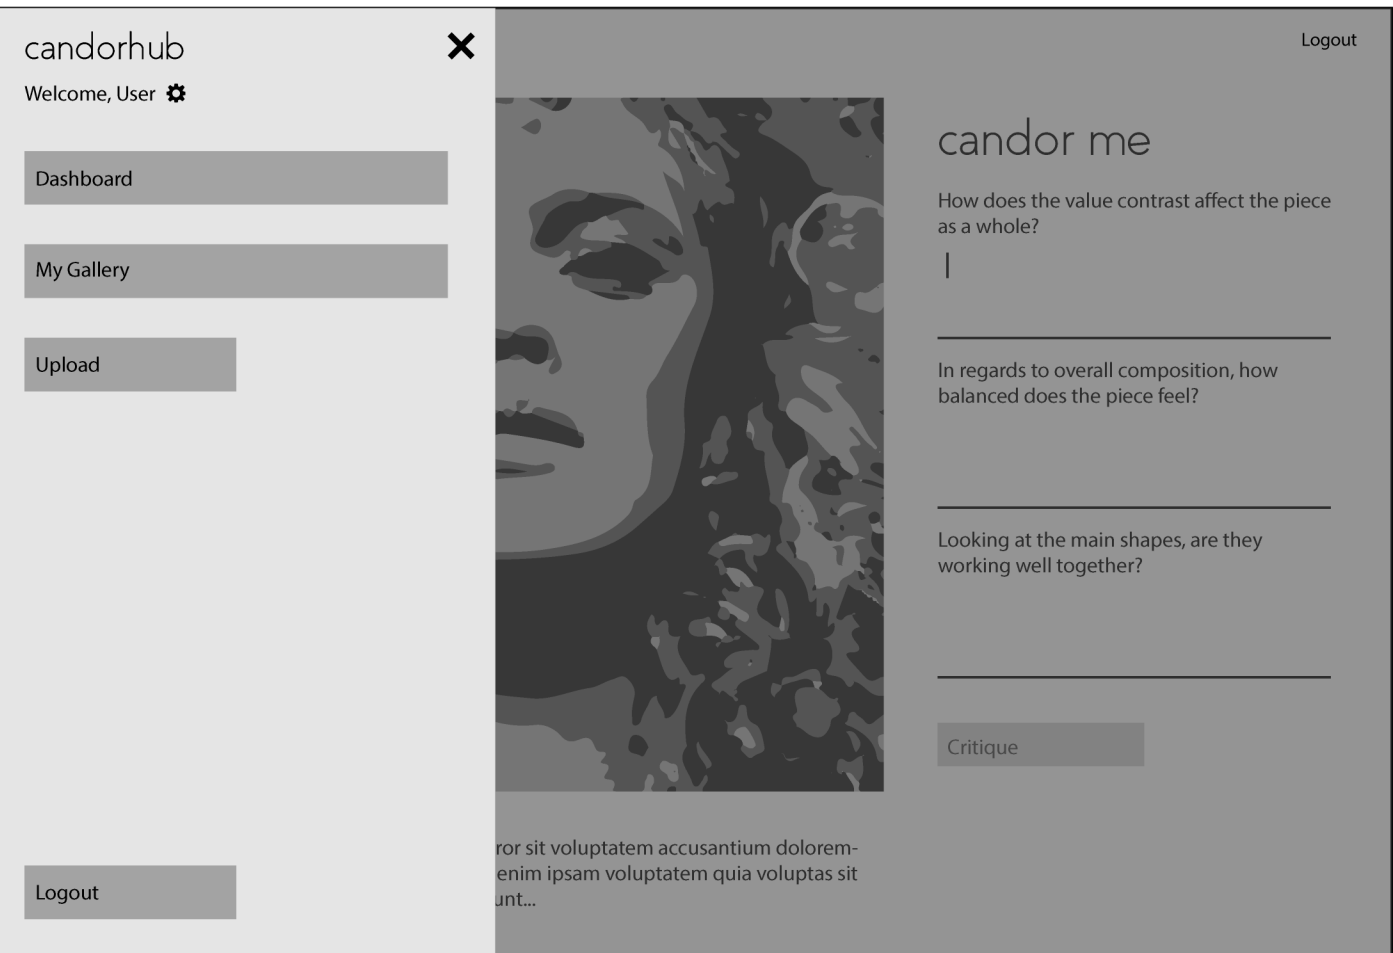 candorhub
Welcome, User
Dashboard
My Gallery
Upload
Logout
Logout
candor me
How does the value contrast affect the piece
as a whole?
In regards to overall composition, how
balanced does the piece feel?
Looking at the main shapes, are they
working well together?
Critique
ror sit voluptatem accusantium dolorem-
enim ipsam voluptatem quia voluptas sit
unt...